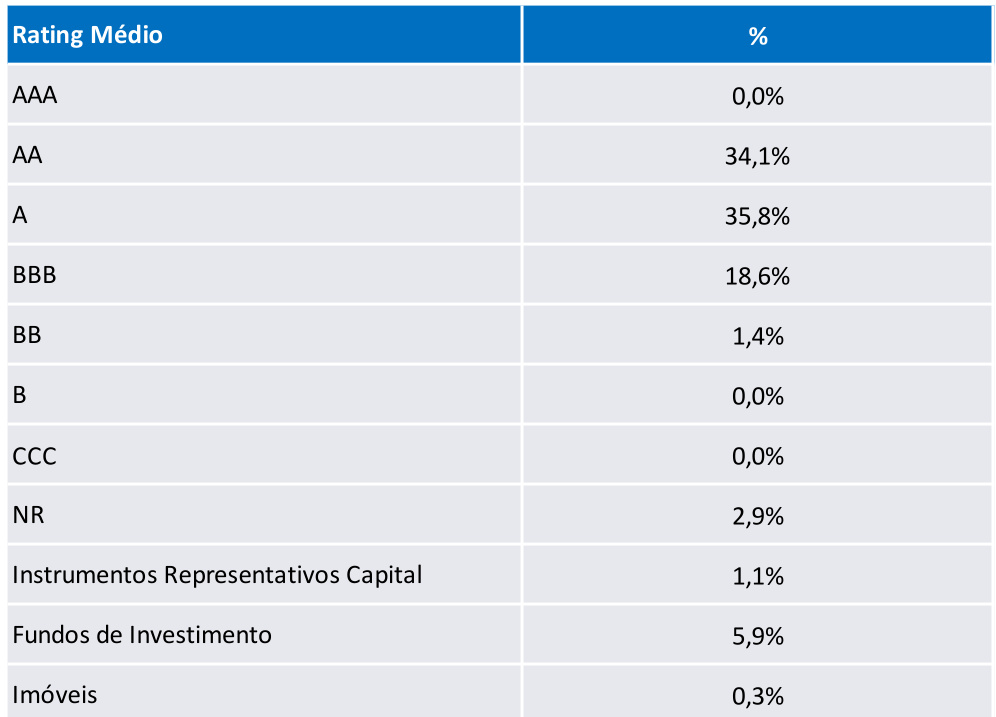 Rating Médio %
AAA 0,0%
AA 34,1%
A 35,8%
BBB 18,6%
BB 1,4%
B 0,0%
CCC 0,0%
NR 2,9%
Instrumentos Representativos Capital 1,1%
Fundos de Investimento 5,9%
Imóveis 0,3%